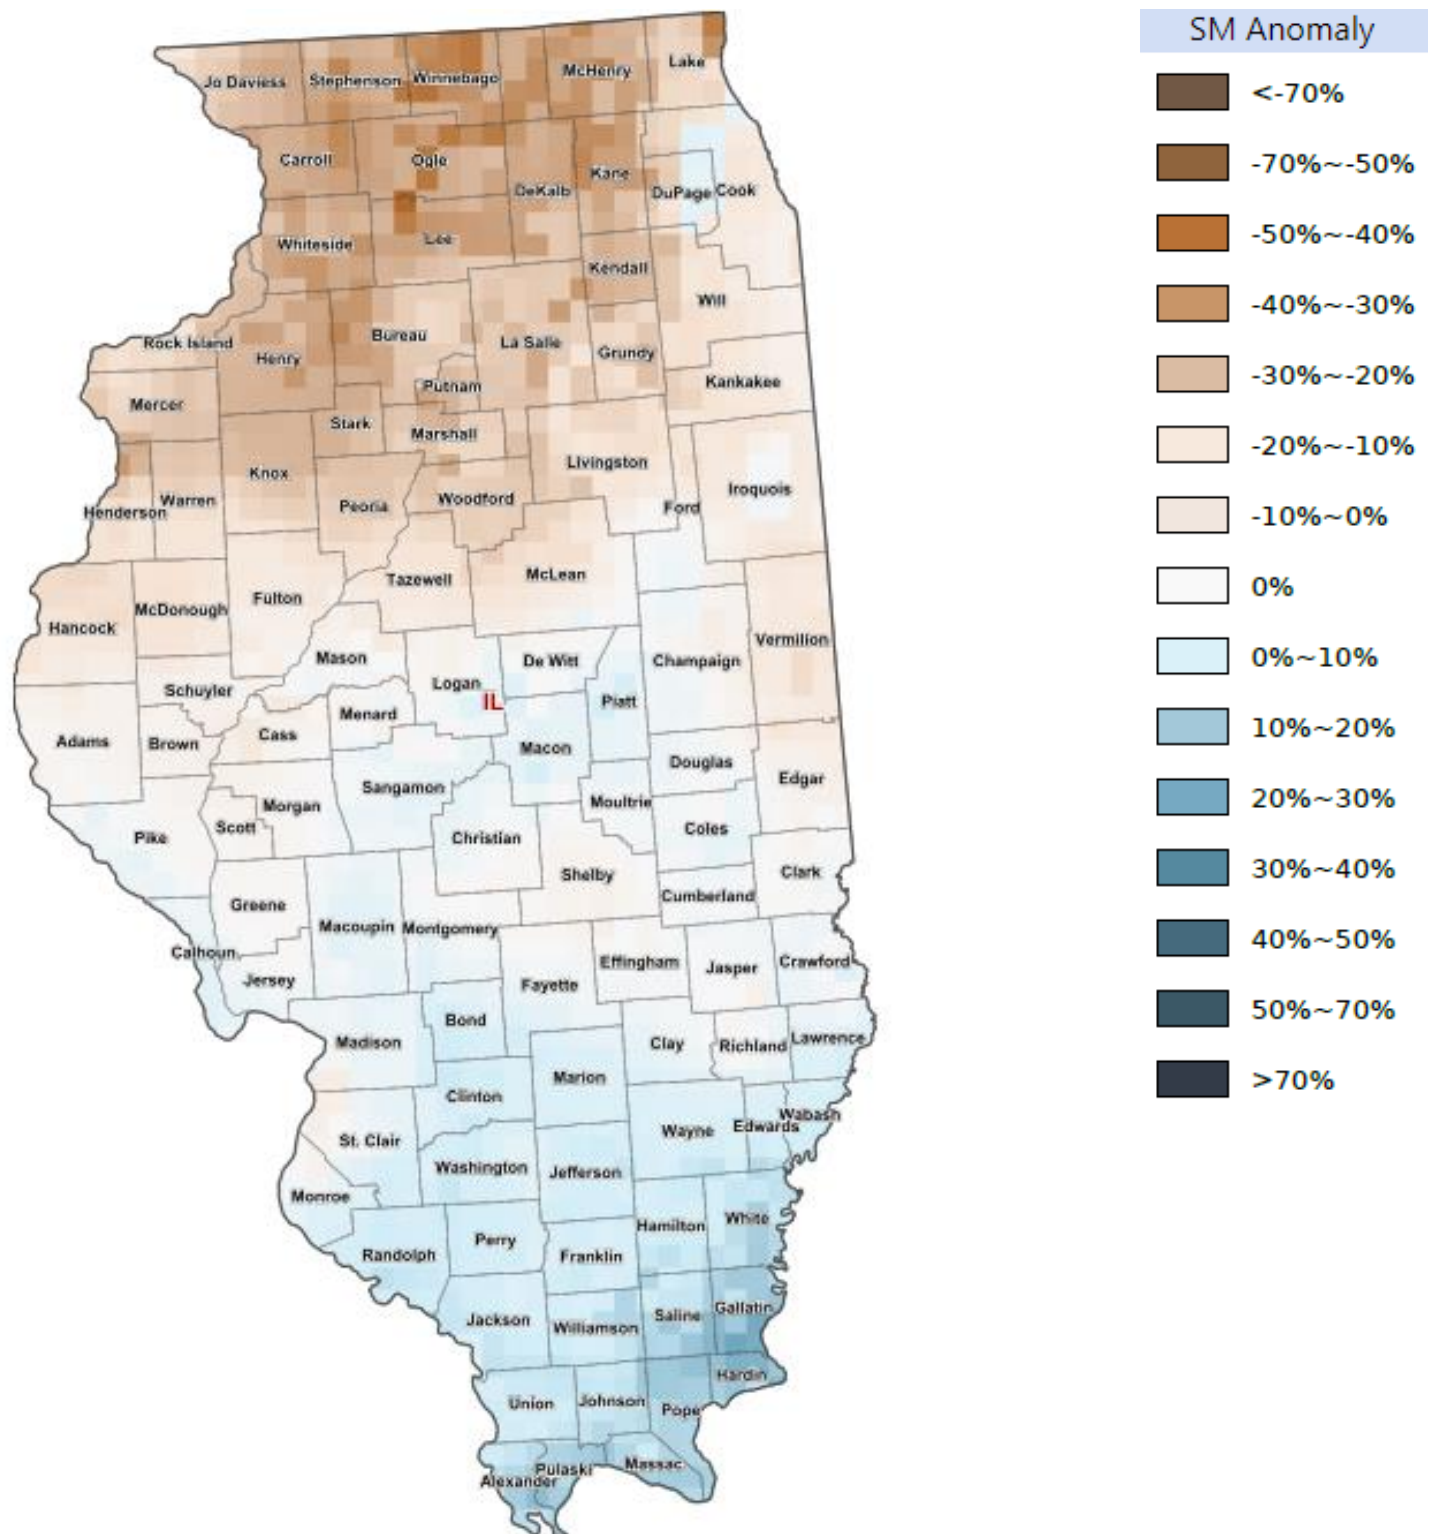 SM Anomaly
<-70%
-70%~-50%
-50%~-40%
-40%~-30%
-30%~-20%
-20%~-10%
-10%~0%
0%
0%~10%
10%~20%
20%~30%
30%~40%
40%~50%
50%~70%
>70%
Jo Daviess
Stephenson
Winnebago
McHenry
Lake
Carroll
Ogle
DeKalb
Kane
DuPage
Cook
Whiteside
Lee
Kendall
Will
Rock Island
Henry
Bureau
La Salle
Grundy
Putnam
Kankakee
Mercer
Stark
Marshall
Knox
Livingston
Iroquois
Henderson
Warren
Peoria
Woodford
Ford
Tazewell
McLean
Fulton
McDonough
Hancock
Vermilion
Mason
De Witt
Champaign
Logan
IL
Schuyler
Piatt
Menard
Adams
Brown
Cass
Macon
Douglas
Edgar
Sangamon
Moultrie
Morgan
Scott
Pike
Christian
Coles
Shelby
Clark
Cumberland
Greene
Macoupin
Montgomery
Calhoun
Jersey
Effingham
Jasper
Crawford
Fayette
Bond
Madison
Clay
Richland
Lawrence
Marion
Clinton
Wabash
Edwards
Wayne
St. Clair
Washington
Jefferson
Monroe
White
Hamilton
Perry
Randolph
Franklin
Gallatin
Saline
Jackson
Williamson
Hardin
Union
Johnson
Pope
Massac
Pulaski
Alexander